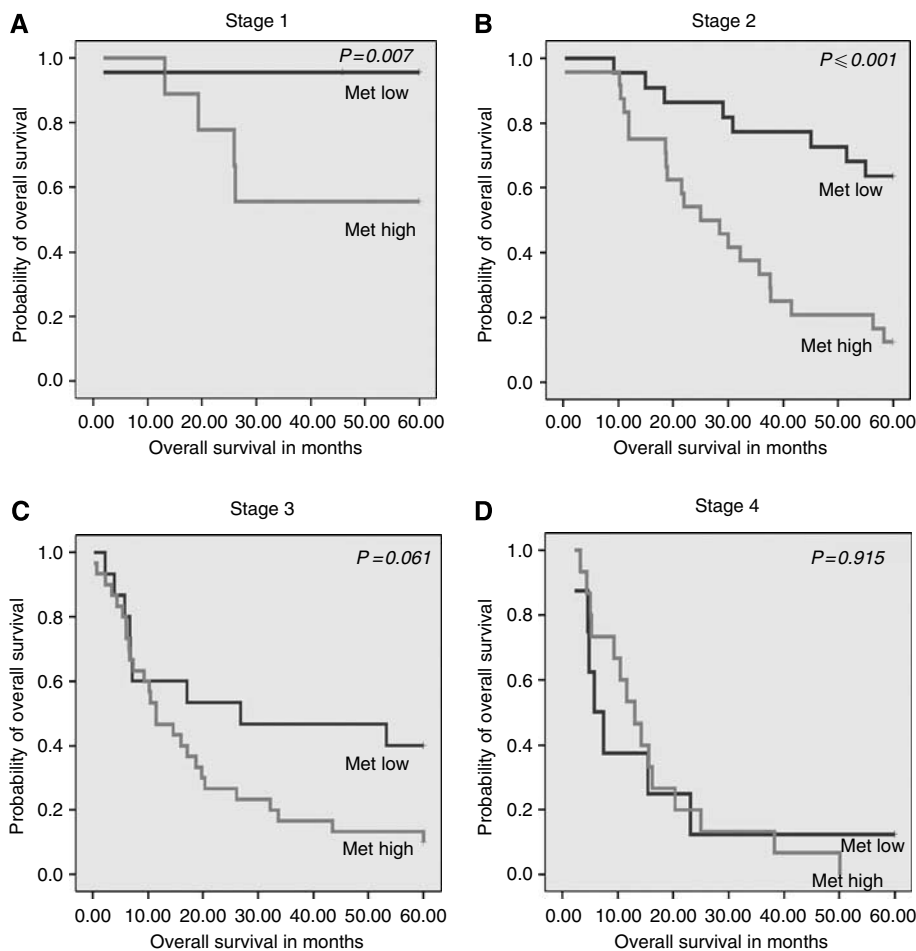 A
Stage 1
P=0.007
Met low
Met high
Probability of overall survival
1.0
0.8
0.6
0.4
0.2
0.0
0.00 10.00 20.00 30.00 40.00 50.00 60.00
Overall survival in months
B
Stage 2
P⩽0.001
Met low
Met high
Probability of overall survival
1.0
0.8
0.6
0.4
0.2
0.0
0.00 10.00 20.00 30.00 40.00 50.00 60.00
Overall survival in months
C
Stage 3
P=0.061
Met low
Met high
Probability of overall survival
1.0
0.8
0.6
0.4
0.2
0.0
0.00 10.00 20.00 30.00 40.00 50.00 60.00
Overall survival in months
D
Stage 4
P=0.915
Met low
Met high
Probability of overall survival
1.0
0.8
0.6
0.4
0.2
0.0
0.00 10.00 20.00 30.00 40.00 50.00 60.00
Overall survival in months